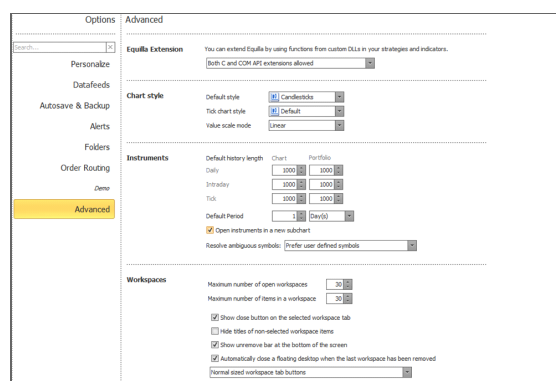 Options
Advanced
Search...
Personalize
Datafeeds
Autosave & Backup
Alerts
Folders
Order Routing
Demo
Advanced
Equilla Extension
You can extend Equilla by using functions from custom DLLs in your strategies and indicators.
Both C and COM API extensions allowed
Chart style
Default style Candlesticks
Tick chart style Default
Value scale mode Linear
Instruments
Default history length Chart Portfolio
Daily 1000 1000
Intraday 1000 1000
Tick 1000 1000
Default Period 1 Day(s)
Open instruments in a new subchart
Resolve ambiguous symbols: Prefer user defined symbols
Workspaces
Maximum number of open workspaces 30
Maximum number of items in a workspace 30
Show close button on the selected workspace tab
Hide titles of non-selected workspace items
Show unremove bar at the bottom of the screen
Automatically close a floating desktop when the last workspace has been removed
Normal sized workspace tab buttons